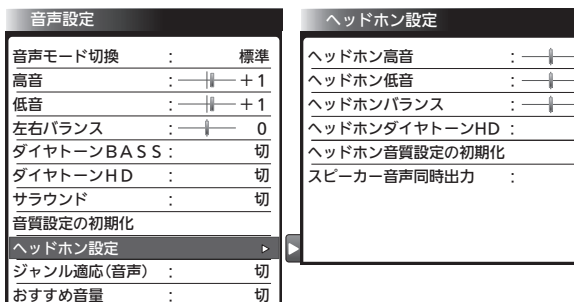 音声設定
音声モード切換 : 標準
高音 : +1
低音 : +1
左右バランス : 0
ダイヤトーンBASS : 切
ダイヤトーンHD : 切
サラウンド : 切
音質設定の初期化
ヘッドホン設定
ジャンル適応(音声) : 切
おすすめ音量 : 切
ヘッドホン設定
ヘッドホン高音 :
ヘッドホン低音 :
ヘッドホンバランス :
ヘッドホンダイヤトーンHD :
ヘッドホン音質設定の初期化
スピーカー音声同時出力 :